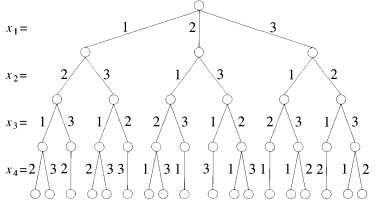 x₁= 1 2 3
x₂= 2 3 1 3 1 2
x₃= 1 3 1 2 2 3 1 2 2 3 1 3
x₄= 2 3 2 2 3 3 1 3 1 3 1 3 1 1 2 2 1 2